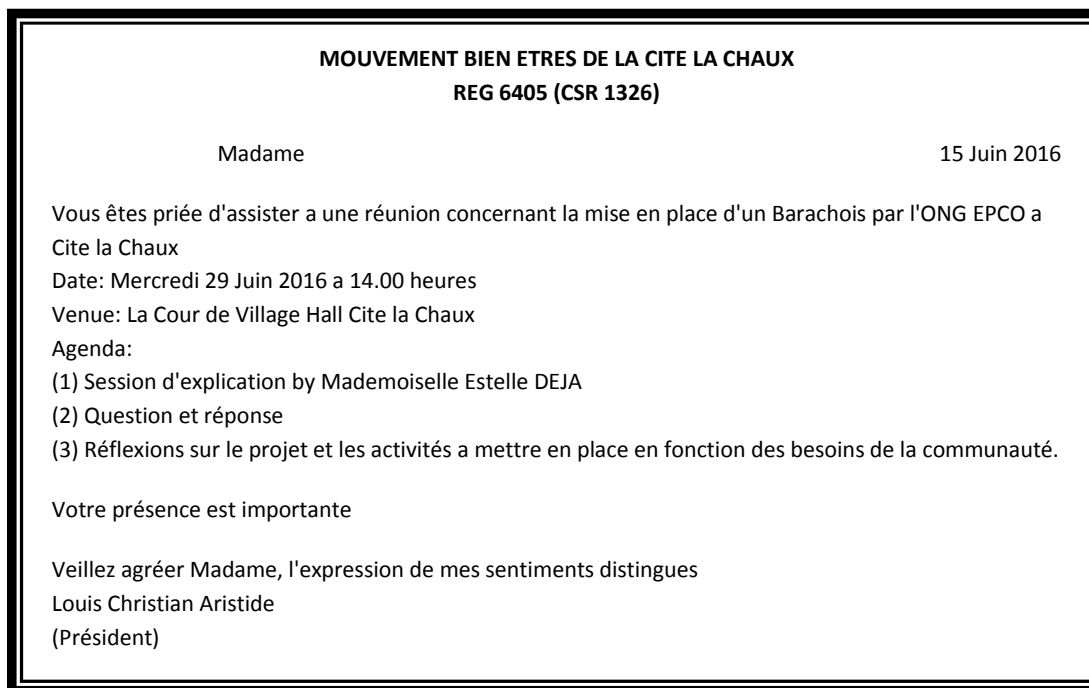 MOUVEMENT BIEN ETRES DE LA CITE LA CHAUX
REG 6405 (CSR 1326)
Madame 15 Juin 2016
Vous êtes priée d'assister a une réunion concernant la mise en place d'un Barachois par l'ONG EPCO a
Cite la Chaux
Date: Mercredi 29 Juin 2016 a 14.00 heures
Venue: La Cour de Village Hall Cite la Chaux
Agenda:
(1) Session d'explication by Mademoiselle Estelle DEJA
(2) Question et réponse
(3) Réflexions sur le projet et les activités a mettre en place en fonction des besoins de la communauté.
Votre présence est importante
Veillez agréer Madame, l'expression de mes sentiments distingues
Louis Christian Aristide
(Président)